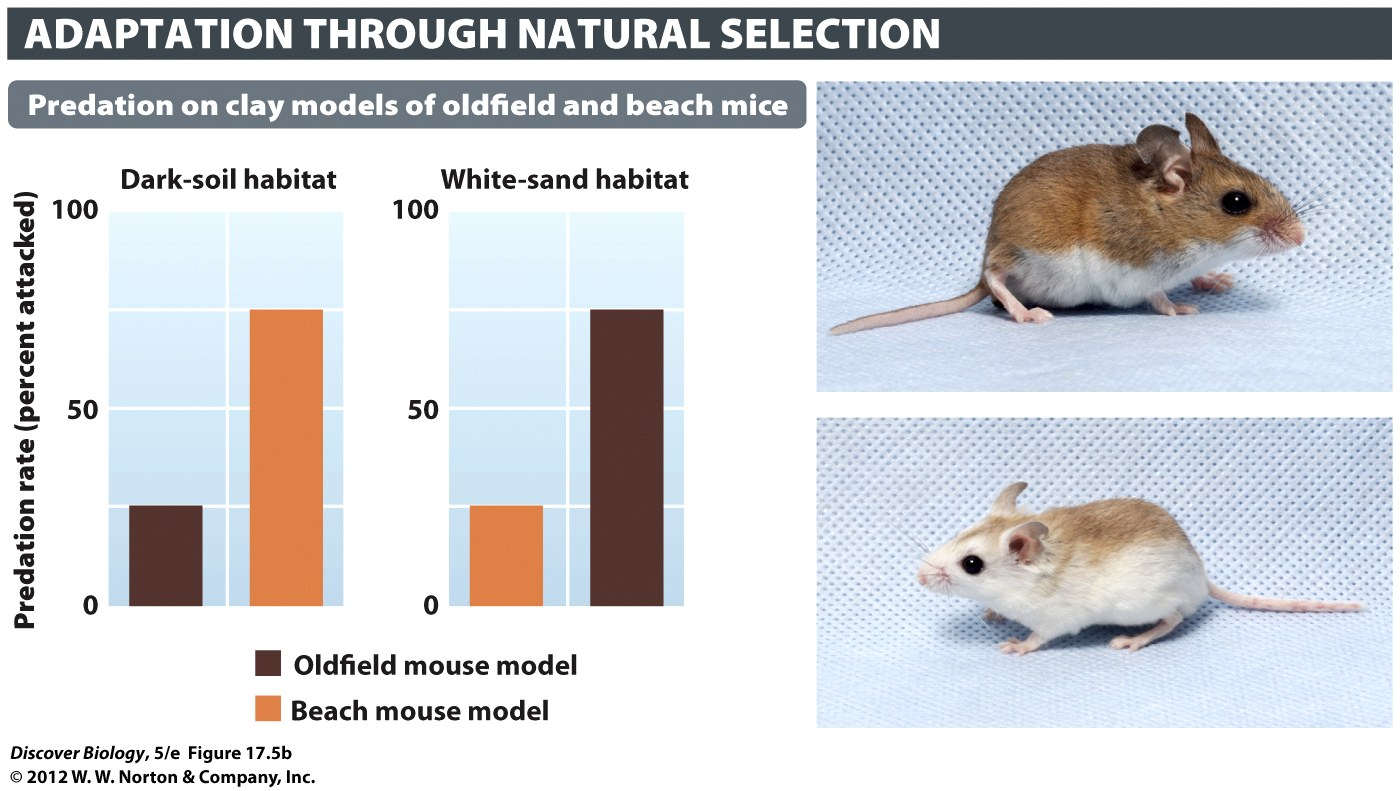 ADAPTATION THROUGH NATURAL SELECTION
Predation on clay models of oldfield and beach mice
Predation rate (percent attacked)
Dark-soil habitat
100
50
0
White-sand habitat
100
50
0
Oldfield mouse model
Beach mouse model
Discover Biology, 5/e Figure 17.5b
© 2012 W. W. Norton & Company, Inc.